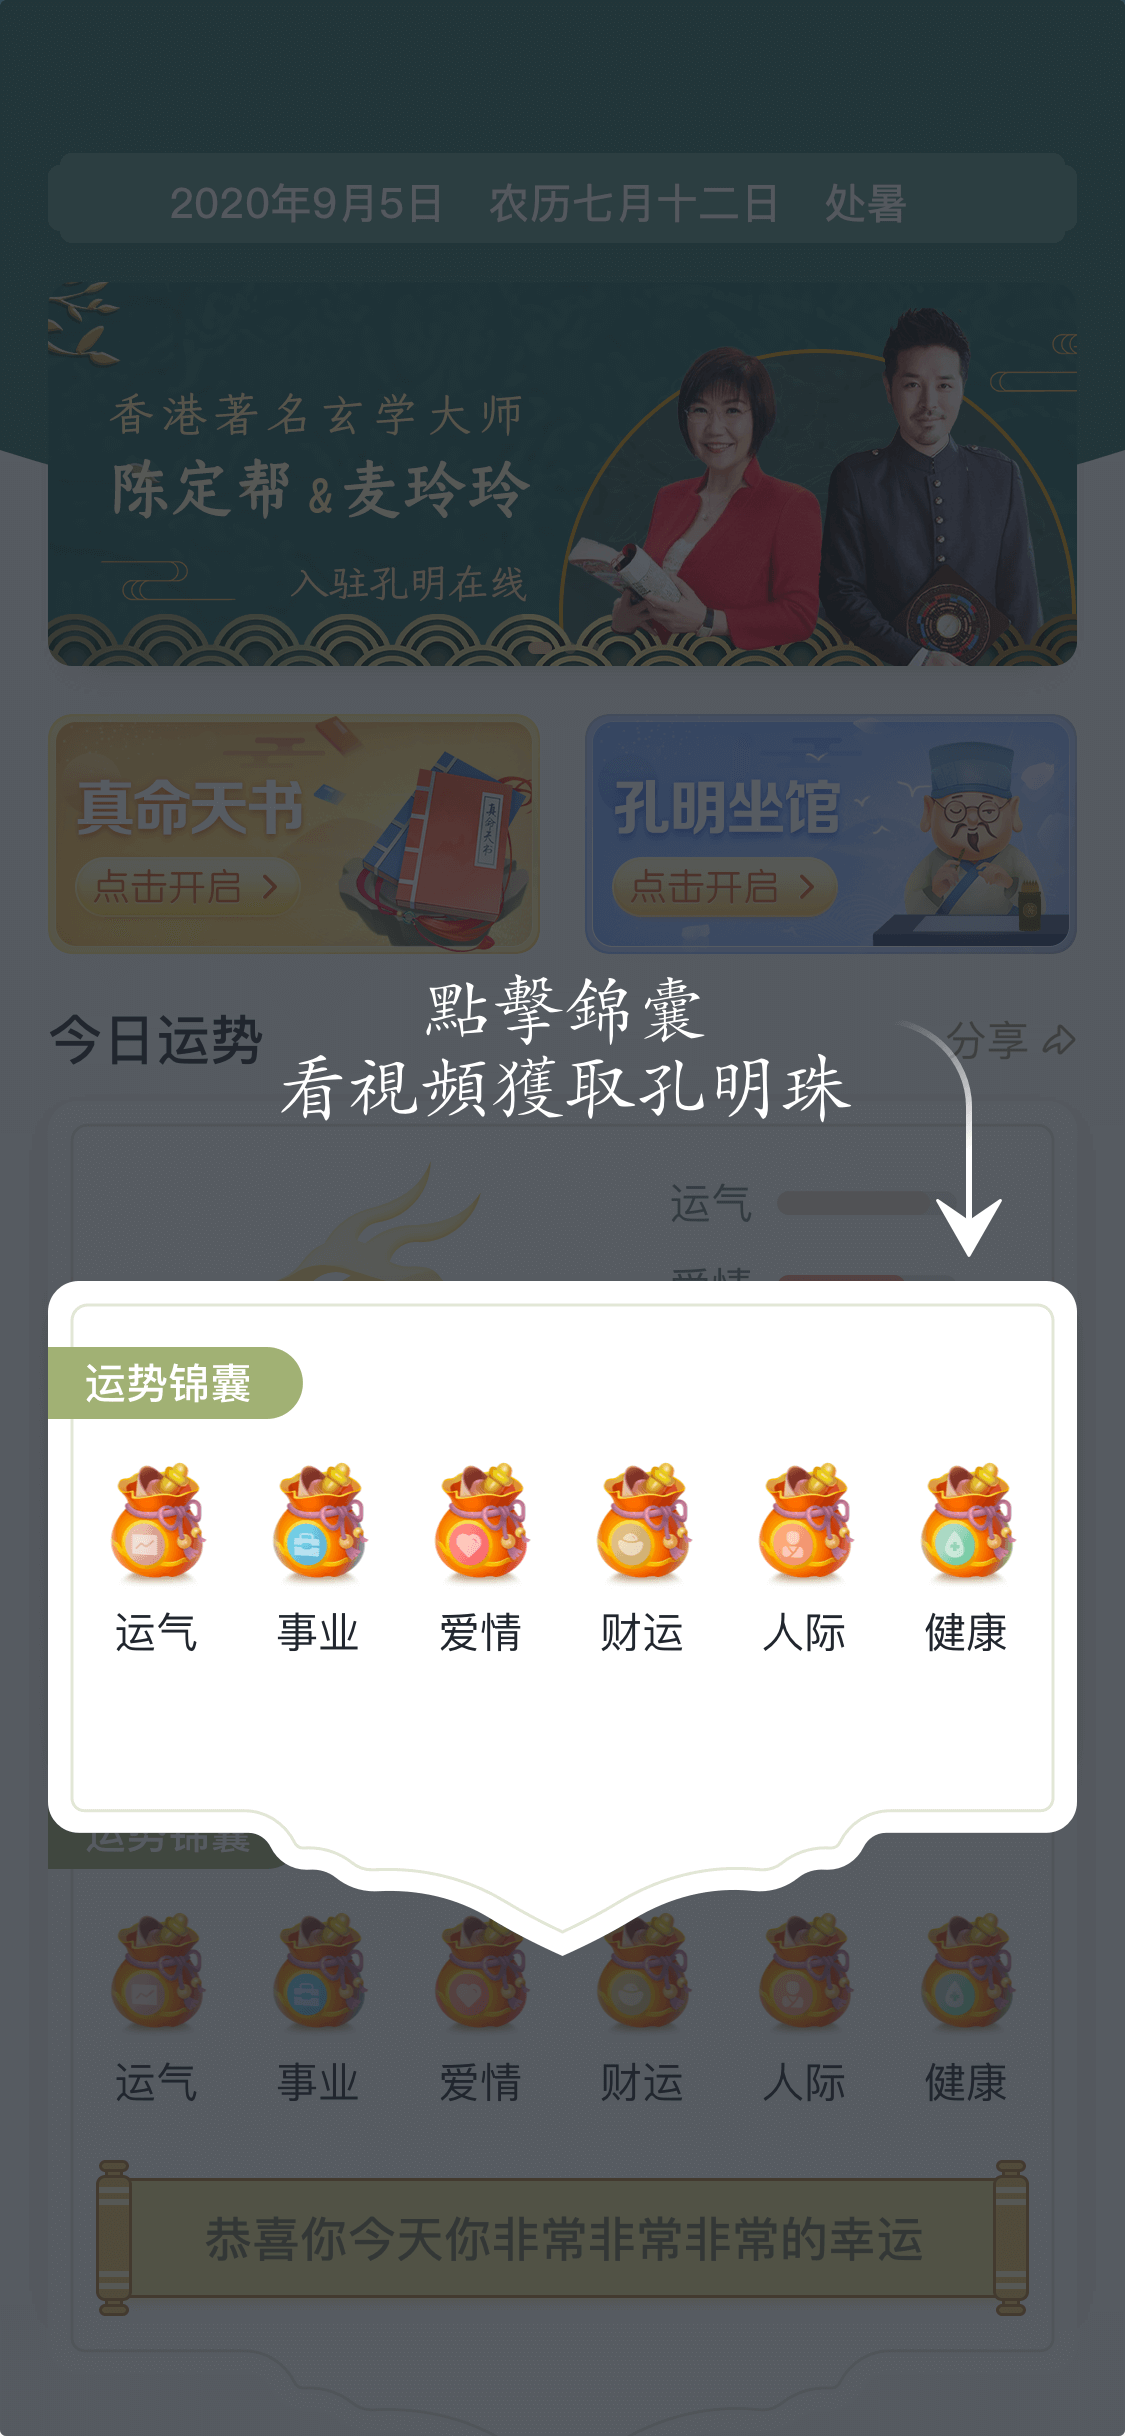 2020年9月5日 农历七月十二日 处暑
香港著名玄学大师
陈定帮&麦玲玲
入驻孔明在线
真命天书
点击开启
真命天书
孔明坐馆
点击开启
點擊錦囊
看視頻獲取孔明珠
今日运势
分享
运气
爱情
运势锦囊
运气 事业 爱情 财运 人际 健康
运势锦囊
运气 事业 爱情 财运 人际 健康
恭喜你今天你非常非常非常的幸运